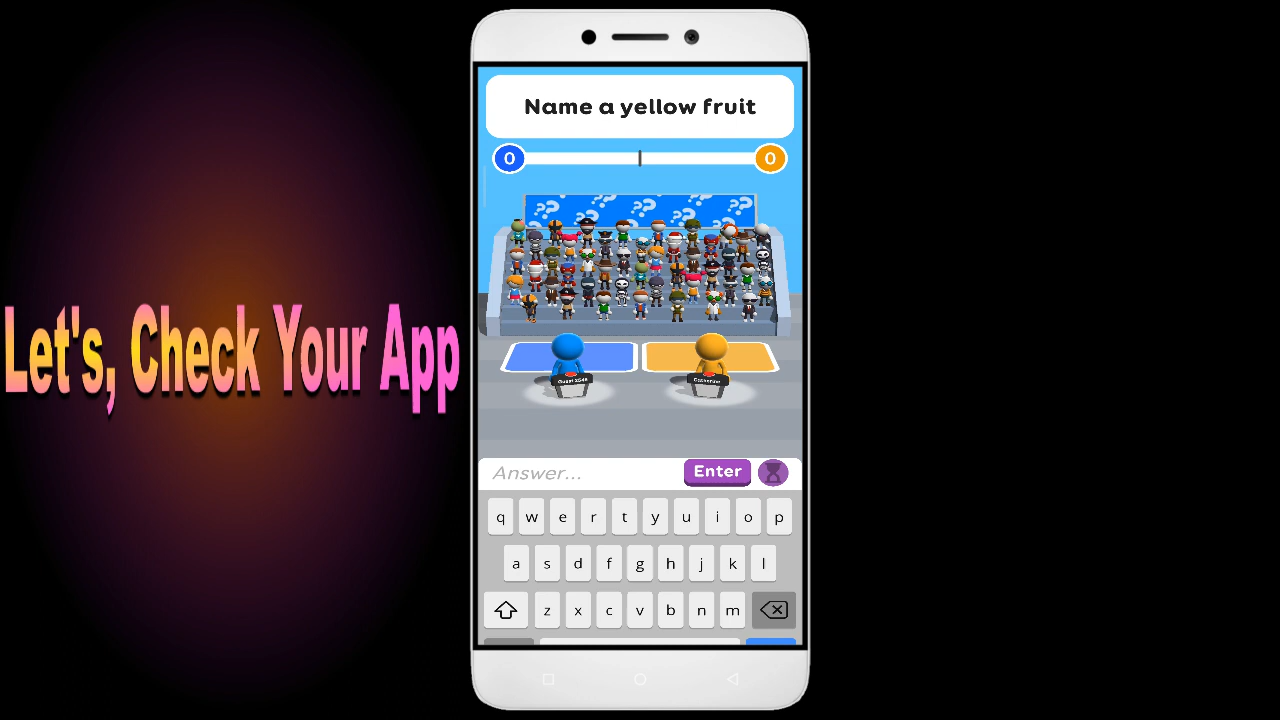 Name a yellow fruit
0 0
Let's, Check Your App
Answer... Enter
q w e r t y u i o p
a s d f g h j k l
z x c v b n m